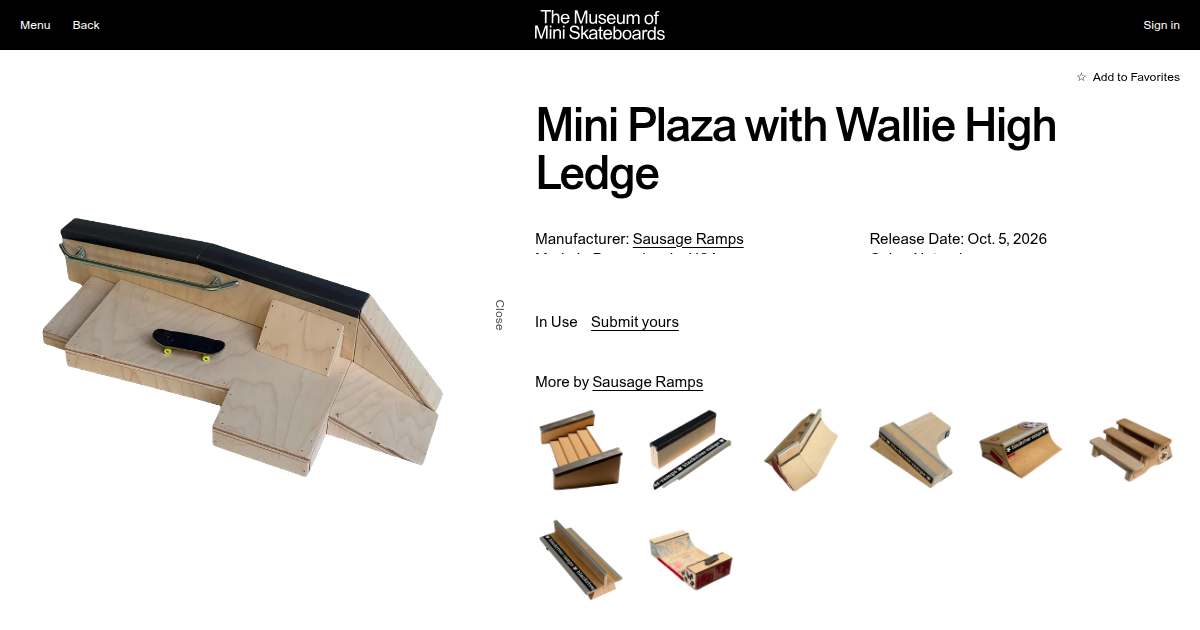 Menu
Back
The Museum of
Mini Skateboards
Sign in
☆ Add to Favorites
Mini Plaza with Wallie High
Ledge
Manufacturer: Sausage Ramps
Release Date: Oct. 5, 2026
Close
In Use
Submit yours
More by Sausage Ramps